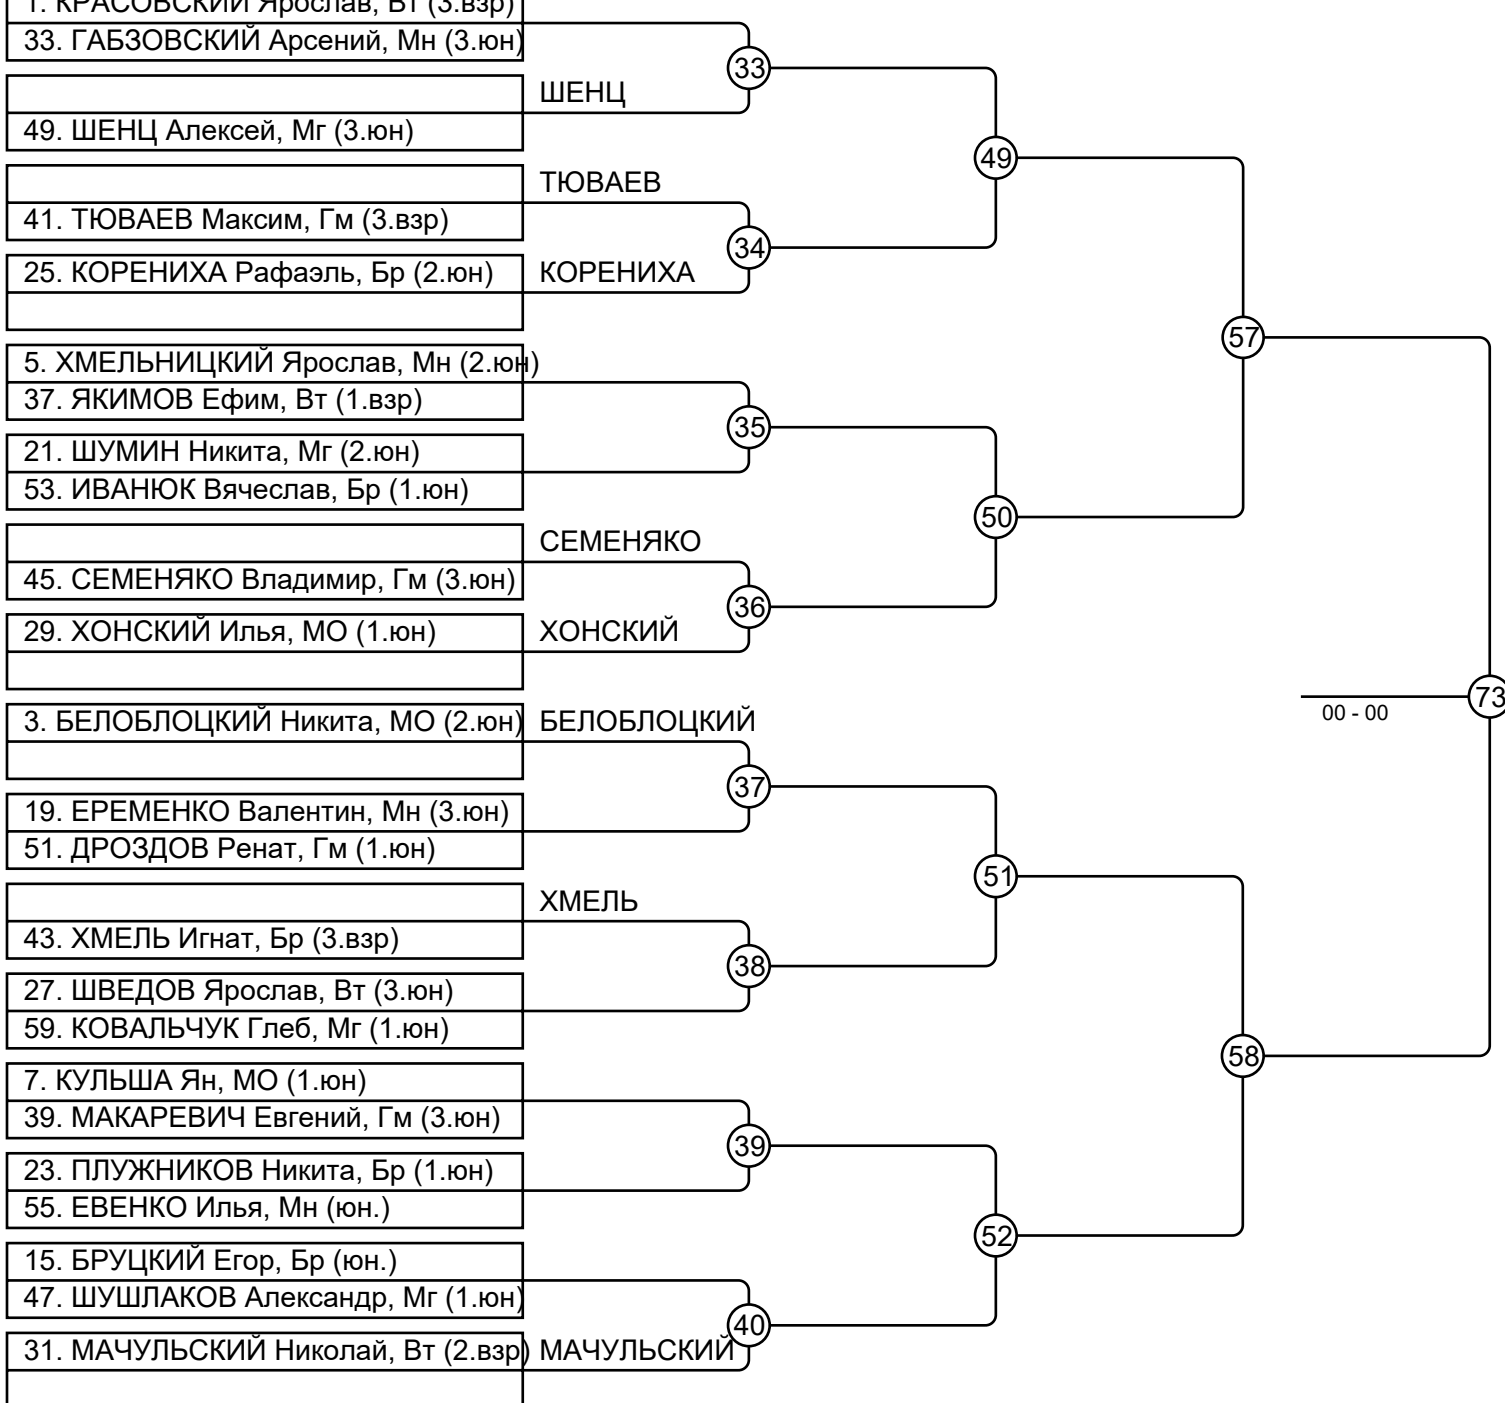 1. КРАСОВСКИЙ Ярослав, Вт (3.взр)
33. ГАБЗОВСКИЙ Арсений, Мн (3.юн)
33
ШЕНЦ
49. ШЕНЦ Алексей, Мг (3.юн)
49
ТЮВАЕВ
41. ТЮВАЕВ Максим, Гм (3.взр)
34
25. КОРЕНИХА Рафаэль, Бр (2.юн) КОРЕНИХА
57
5. ХМЕЛЬНИЦКИЙ Ярослав, Мн (2.юн)
37. ЯКИМОВ Ефим, Вт (1.взр)
35
21. ШУМИН Никита, Мг (2.юн)
53. ИВАНЮК Вячеслав, Бр (1.юн)
50
СЕМЕНЯКО
45. СЕМЕНЯКО Владимир, Гм (3.юн)
36
29. ХОНСКИЙ Илья, МО (1.юн) ХОНСКИЙ
73
00 - 00
3. БЕЛОБЛОЦКИЙ Никита, МО (2.юн) БЕЛОБЛОЦКИЙ
37
19. ЕРЕМЕНКО Валентин, Мн (3.юн)
51. ДРОЗДОВ Ренат, Гм (1.юн)
51
ХМЕЛЬ
43. ХМЕЛЬ Игнат, Бр (3.взр)
38
27. ШВЕДОВ Ярослав, Вт (3.юн)
59. КОВАЛЬЧУК Глеб, Мг (1.юн)
58
7. КУЛЬША Ян, МО (1.юн)
39. МАКАРЕВИЧ Евгений, Гм (3.юн)
39
23. ПЛУЖНИКОВ Никита, Бр (1.юн)
55. ЕВЕНКО Илья, Мн (юн.)
52
15. БРУЦКИЙ Егор, Бр (юн.)
47. ШУШЛАКОВ Александр, Мг (1.юн)
40
31. МАЧУЛЬСКИЙ Николай, Вт (2.взр) МАЧУЛЬСКИЙ